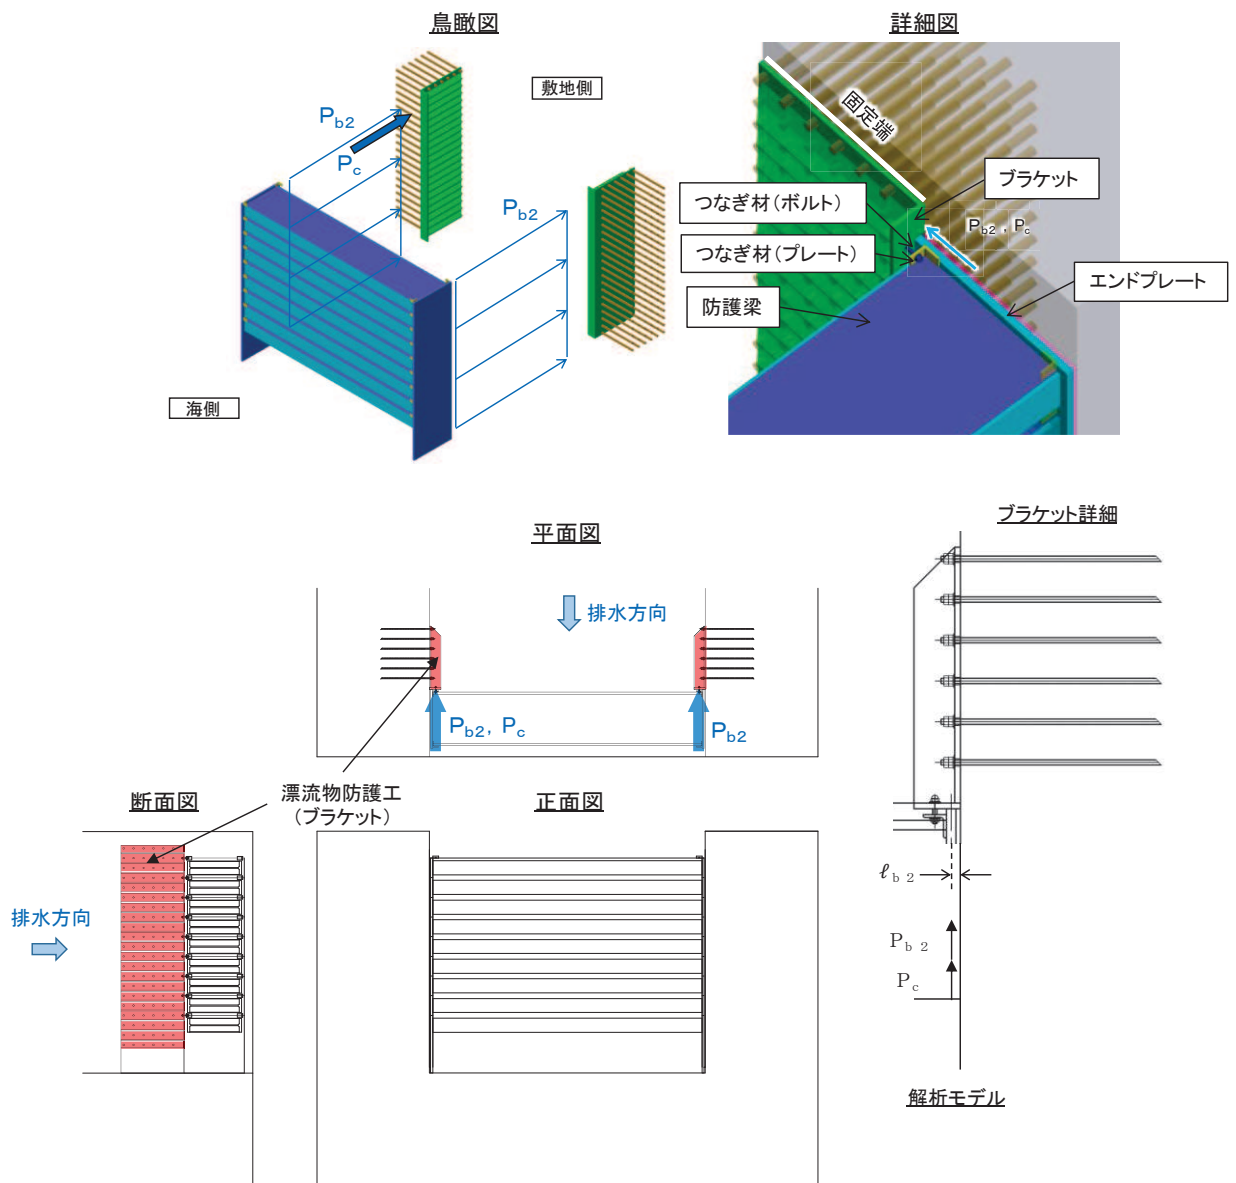 鳥瞰図
敷地側
Pb2
Pc
Pb2
海側
詳細図
固定端
ブラケット
つなぎ材（ボルト）
Pb2 , Pc
つなぎ材（プレート）
エンドプレート
防護梁
平面図
排水方向
Pb2, Pc
Pb2
漂流物防護工
（ブラケット）
断面図
排水方向
正面図
ブラケット詳細
ℓb2
Pb2
Pc
解析モデル